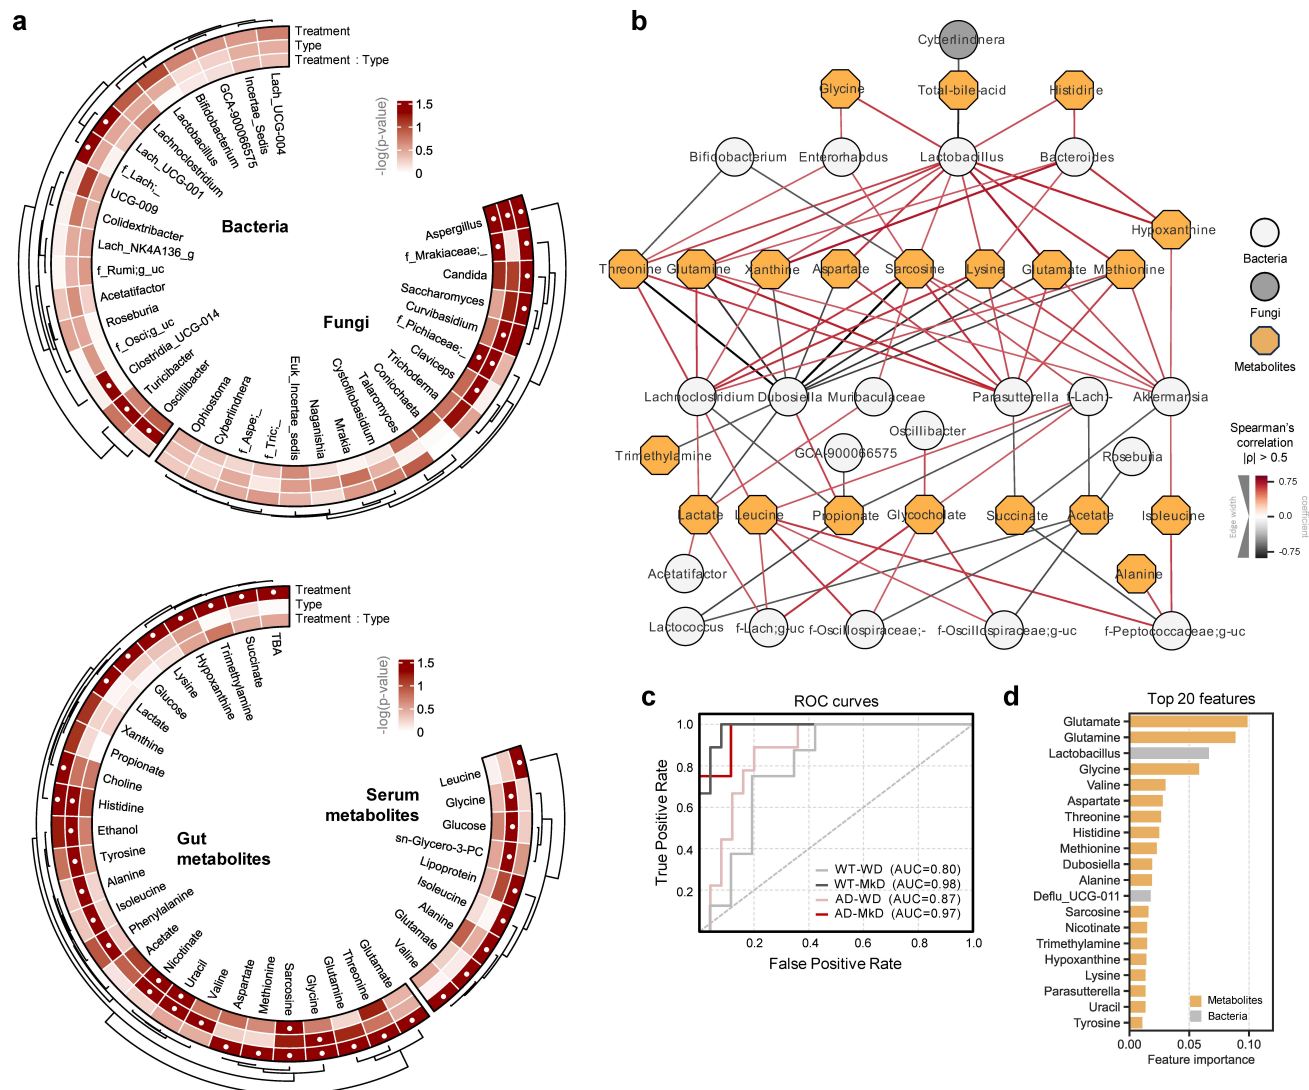 a
Treatment
Type
Treatment : Type
Lach_UCG-004
Incertae_Sedis
GCA-900066575
Bifidobacterium
Lactobacillus
Lachnoclostridium
Lach_UCG-001
f_Lach;_
UCG-009
Colidextribacter
Lach_NK4A136_g
f_Rumi;g_uc
Acetatifactor
Roseburia
f_Osci;g_uc
Clostridia_UCG-014
Turicibacter
Oscillibacter
Bacteria
-log(p-value)
1.5
1
0.5
0
Aspergillus
f_Mrakiaceae;_
Candida
Saccharomyces
Curvibasidium
f_Pichiaceae;_
Claviceps
Trichoderma
Coniochaeta
Talaromyces
Cystofilobasidium
Mrakia
Naganishia
Euk_Incertae_sedis
f_Tric;_
f_Aspe;_
Cyberlindnera
Ophiostoma
Fungi
Treatment
Type
Treatment : Type
TBA
Succinate
Trimethylamine
Hypoxanthine
Lysine
Glucose
Lactate
Xanthine
Propionate
Choline
Histidine
Ethanol
Tyrosine
Alanine
Isoleucine
Phenylalanine
Acetate
Nicotinate
Uracil
Valine
Aspartate
Methionine
Sarcosine
Glycine
Glutamine
Threonine
Glutamate
Gut
metabolites
-log(p-value)
1.5
1
0.5
0
Serum
metabolites
Leucine
Glycine
Glucose
sn-Glycero-3-PC
Lipoprotein
Isoleucine
Alanine
Glutamate
Valine
b
Cyberlindnera
Glycine
Total-bile-acid
Histidine
Bifidobacterium
Enterorhabdus
Lactobacillus
Bacteroides
Hypoxanthine
Threonine
Glutamine
Xanthine
Aspartate
Sarcosine
Lysine
Glutamate
Methionine
Lachnoclostridium
Dubosiella
Muribaculaceae
Parasutterella
f-Lach;-
Akkermansia
Oscillibacter
Trimethylamine
GCA-900066575
Roseburia
Lactate
Leucine
Propionate
Glycocholate
Succinate
Acetate
Isoleucine
Acetatifactor
Alanine
Lactococcus
f-Lach;g-uc
f-Oscillospiraceae;-
f-Oscillospiraceae;g-uc
f-Peptococcaceae;g-uc
Bacteria
Fungi
Metabolites
Spearman's
correlation
|ρ| > 0.5
Edge width
0.75
0.0
-0.75
coefficient
c
ROC curves
True Positive Rate
1.0
0.8
0.6
0.4
0.2
WT-WD (AUC=0.80)
WT-MkD (AUC=0.98)
AD-WD (AUC=0.87)
AD-MkD (AUC=0.97)
0.2
0.4
0.6
0.8
1.0
False Positive Rate
d
Top 20 features
Glutamate
Glutamine
Lactobacillus
Glycine
Valine
Aspartate
Threonine
Histidine
Methionine
Dubosiella
Alanine
Deflu_UCG-011
Sarcosine
Nicotinate
Trimethylamine
Hypoxanthine
Lysine
Parasutterella
Uracil
Tyrosine
Metabolites
Bacteria
0.00
0.05
0.10
Feature importance